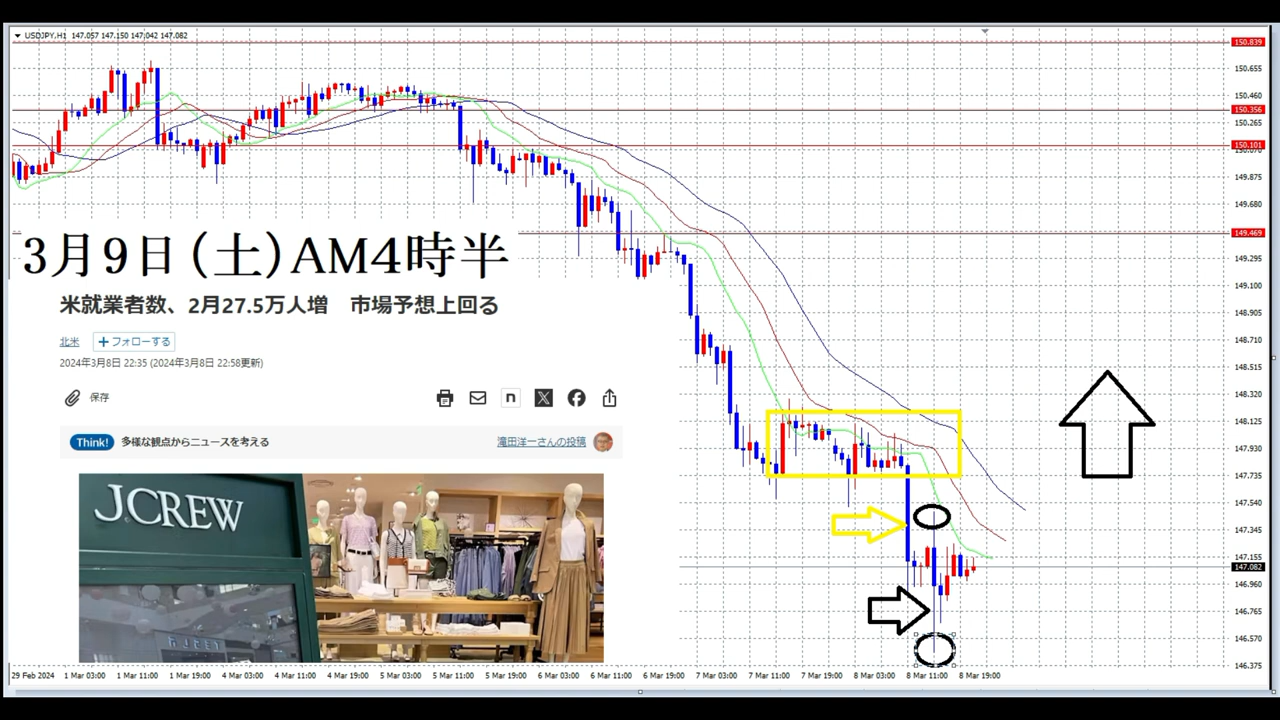 USDJPY,H1 147.057 147.150 147.042 147.082
150.839
150.655
150.460
150.356
150.265
150.101
150.070
149.875
149.680
149.469
149.295
149.100
148.905
148.710
148.515
148.320
148.125
147.930
147.735
147.540
147.345
147.155
147.082
146.960
146.765
146.570
146.375
3月9日(土)AM4時半
米就業者数、2月27.5万人増 市場予想上回る
北米
+フォローする
2024年3月8日 22:35 (2024年3月8日 22:58更新)
保存
Think! 多様な観点からニュースを考える
滝田洋一さんの投稿
JCREW
29 Feb 2024 1 Mar 03:00 1 Mar 11:00 1 Mar 19:00 4 Mar 03:00 4 Mar 11:00 4 Mar 19:00 5 Mar 03:00 5 Mar 11:00 5 Mar 19:00 6 Mar 03:00 6 Mar 11:00 6 Mar 19:00 7 Mar 03:00 7 Mar 11:00 7 Mar 19:00 8 Mar 03:00 8 Mar 11:00 8 Mar 19:00